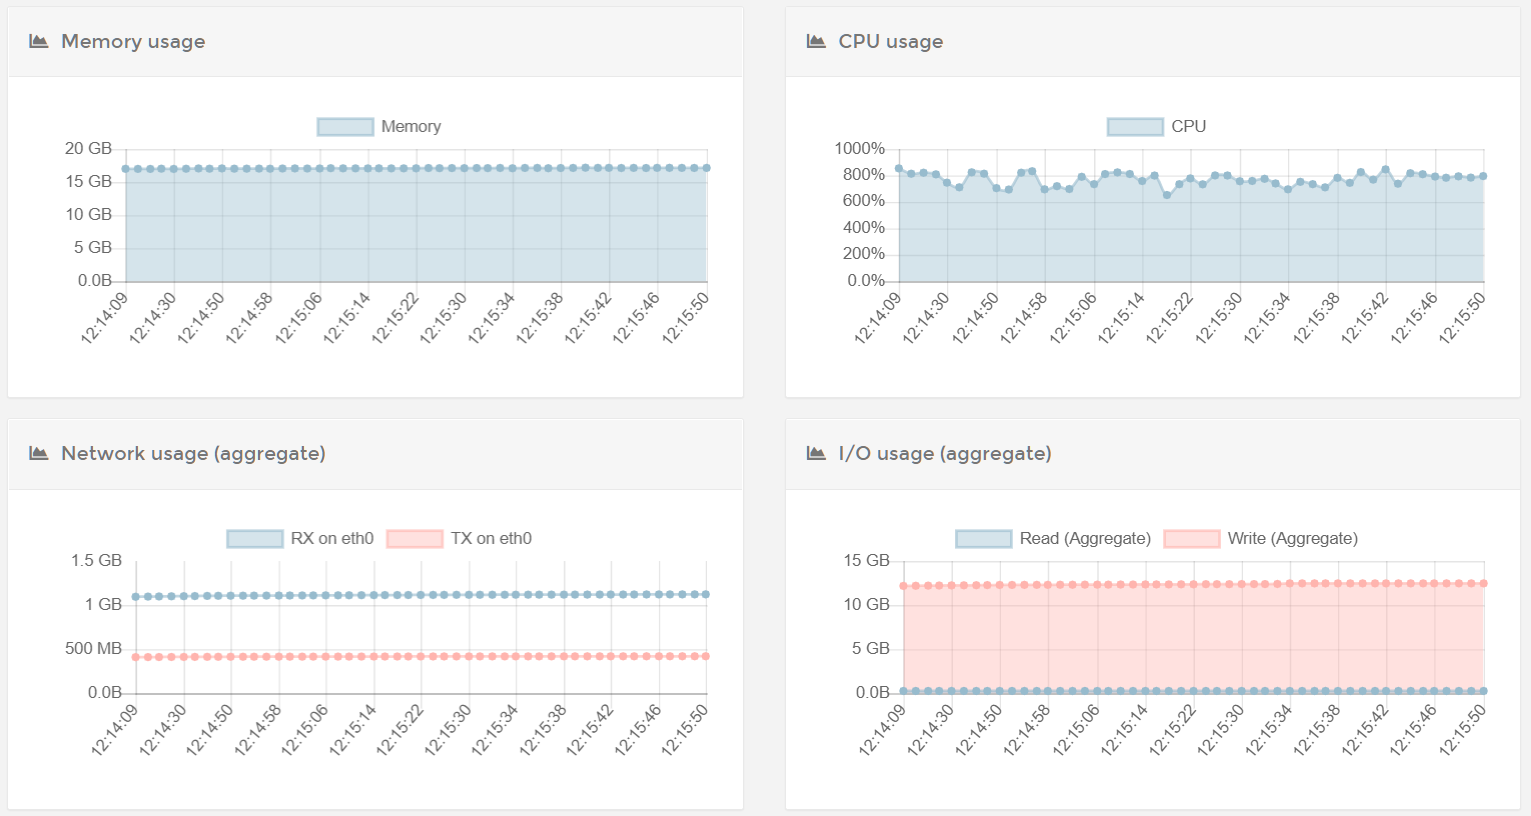 Memory usage
Memory
20 GB
15 GB
10 GB
5 GB
0.0B
12:14:09 12:14:30 12:14:50 12:14:58 12:15:06 12:15:14 12:15:22 12:15:30 12:15:34 12:15:38 12:15:42 12:15:46 12:15:50
CPU usage
CPU
1000%
800%
600%
400%
200%
0.0%
12:14:09 12:14:30 12:14:50 12:14:58 12:15:06 12:15:14 12:15:22 12:15:30 12:15:34 12:15:38 12:15:42 12:15:46 12:15:50
Network usage (aggregate)
RX on eth0 TX on eth0
1.5 GB
1 GB
500 MB
0.0B
12:14:09 12:14:30 12:14:50 12:14:58 12:15:06 12:15:14 12:15:22 12:15:30 12:15:34 12:15:38 12:15:42 12:15:46 12:15:50
I/O usage (aggregate)
Read (Aggregate) Write (Aggregate)
15 GB
10 GB
5 GB
0.0B
12:14:09 12:14:30 12:14:50 12:14:58 12:15:06 12:15:14 12:15:22 12:15:30 12:15:34 12:15:38 12:15:42 12:15:46 12:15:50